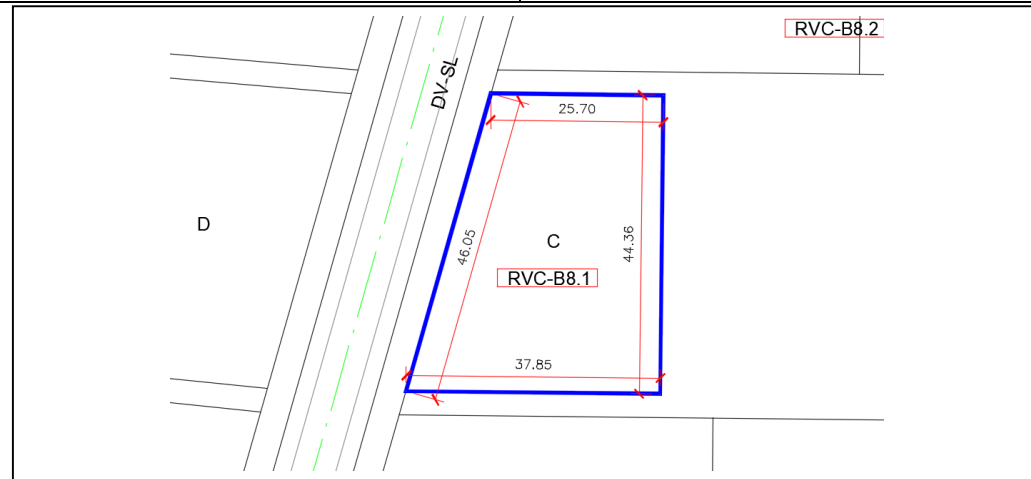 RVC-B8.2
DV-SL
25.70
D
46.05
C
44.36
RVC-B8.1
37.85